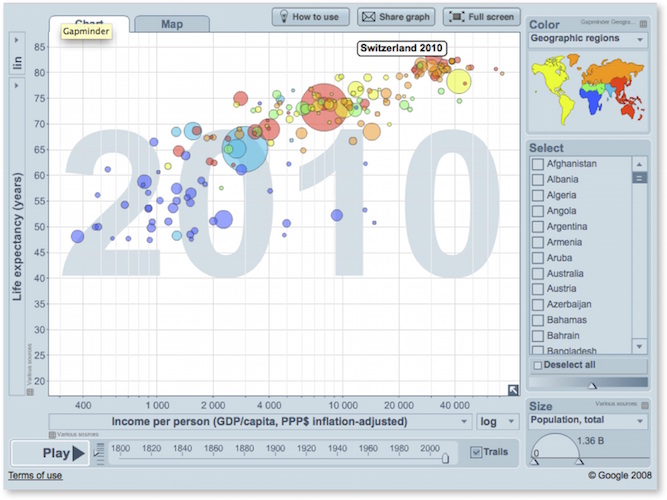 Chart
Map
Gapminder
How to use
Share graph
Full screen
Color
Gapminder Geogra...
Geographic regions
Switzerland 2010
2010
lin
Life expectancy (years)
Various sources
85
80
75
70
65
60
55
50
45
40
35
30
25
20
400
1 000
2 000
4 000
10 000
20 000
40 000
Income per person (GDP/capita, PPP$ inflation-adjusted)
log
Various sources
Select
Afghanistan
Albania
Algeria
Angola
Argentina
Armenia
Aruba
Australia
Austria
Azerbaijan
Bahamas
Bahrain
Bangladesh
Deselect all
Size
Various sources
Population, total
1.36 B
Play
1800 1820 1840 1860 1880 1900 1920 1940 1960 1980 2000
Trails
Terms of use
© Google 2008